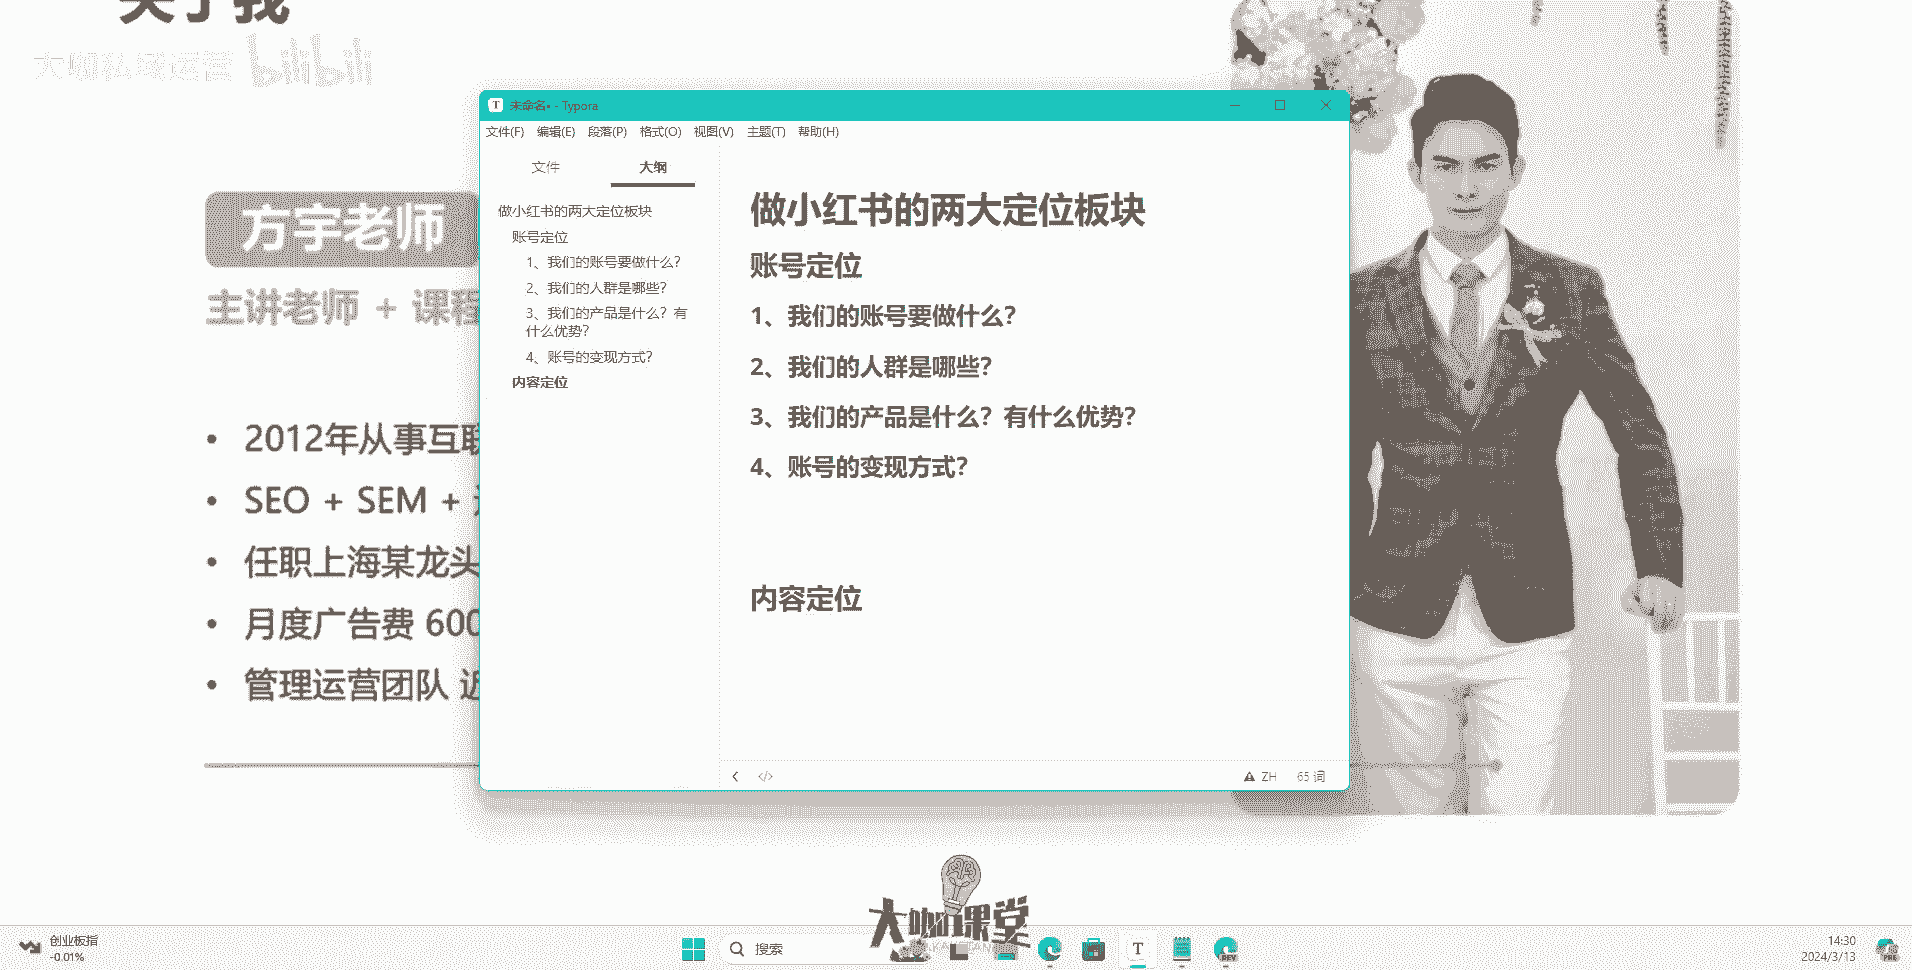 关于我
大咖私域运营 bilibili
方宇老师
主讲老师 + 课程
2012年从事互联
SEO + SEM +
任职上海某龙头
月度广告费 600
管理运营团队 近
T 未命名• - Typora
文件(F) 编辑(E) 段落(P) 格式(O) 视图(V) 主题(T) 帮助(H)
文件 大纲
做小红书的两大定位板块
账号定位
1、我们的账号要做什么?
2、我们的人群是哪些?
3、我们的产品是什么? 有
什么优势?
4、账号的变现方式?
内容定位
做小红书的两大定位板块
账号定位
1、我们的账号要做什么?
2、我们的人群是哪些?
3、我们的产品是什么? 有什么优势?
4、账号的变现方式?
内容定位
ZH 65 词
大咖课堂
创业板指
-0.01%
搜索
T
DEV
14:30
2024/3/13
PRE